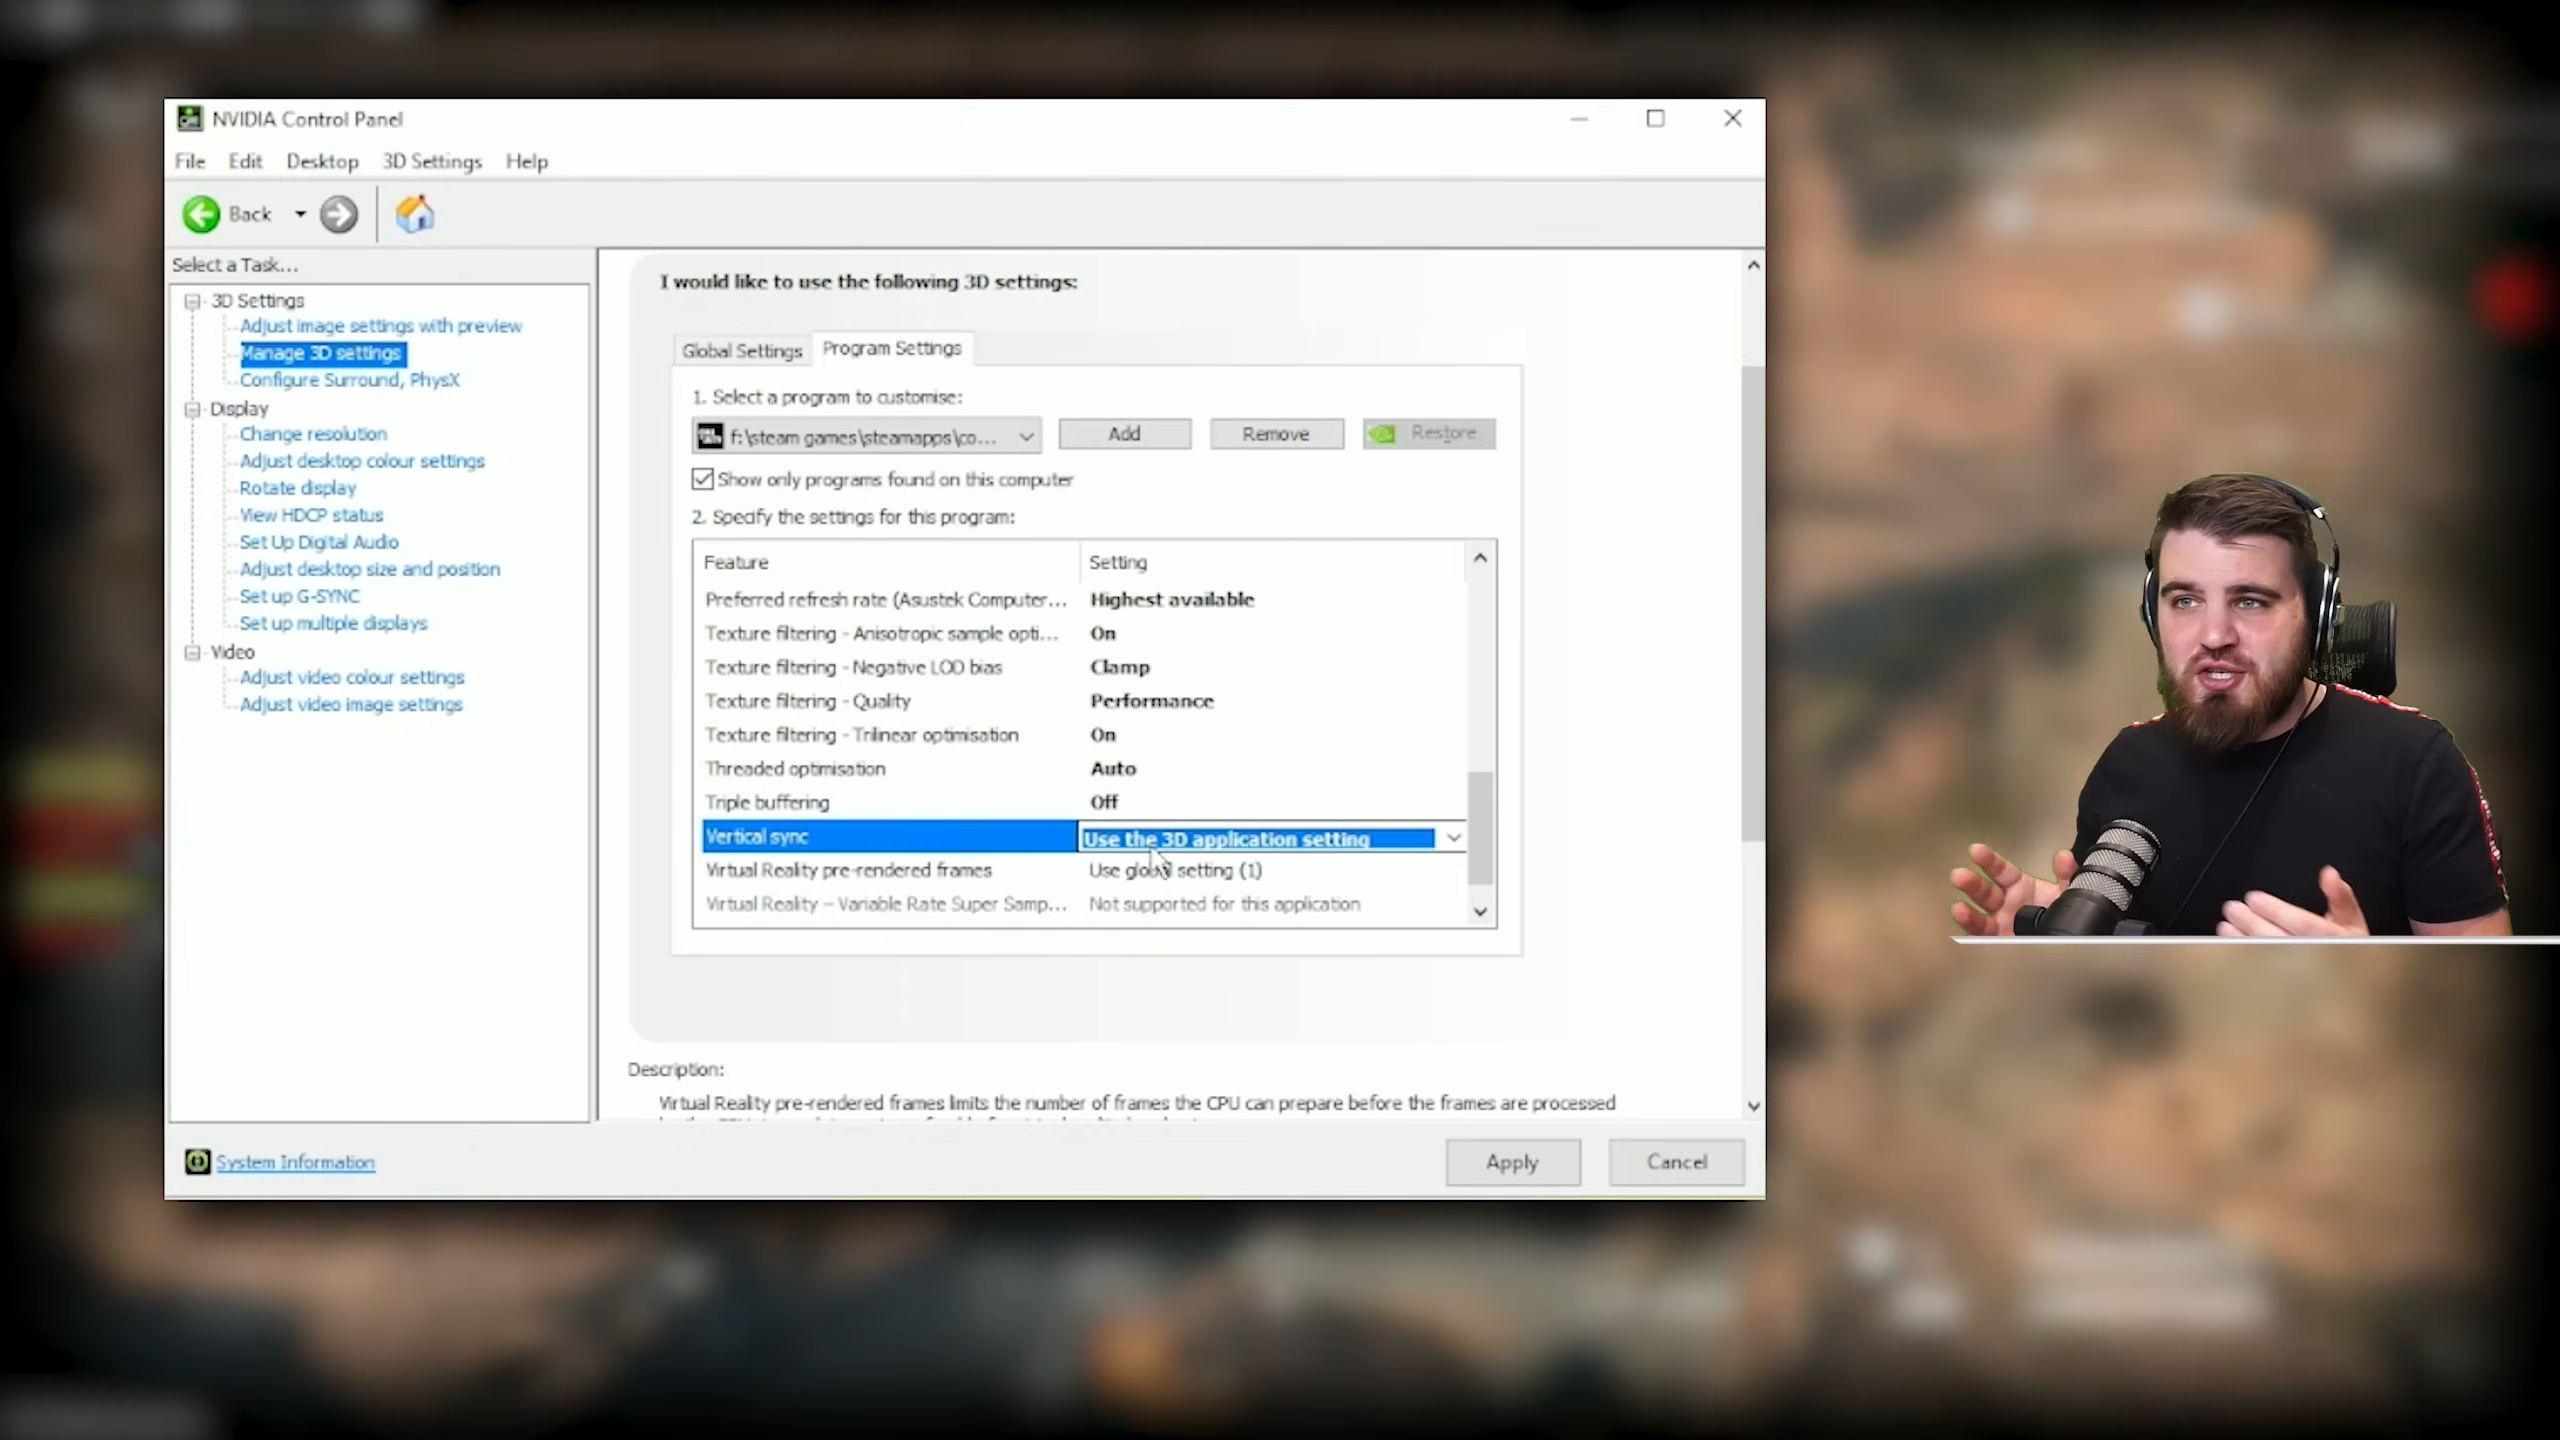 NVIDIA Control Panel
File Edit Desktop 3D Settings Help
Back
Select a Task...
3D Settings
Adjust image settings with preview
Manage 3D settings
Configure Surround, PhysX
Display
Change resolution
Adjust desktop colour settings
Rotate display
View HDCP status
Set Up Digital Audio
Adjust desktop size and position
Set up G-SYNC
Set up multiple displays
Video
Adjust video colour settings
Adjust video image settings
I would like to use the following 3D settings:
Global Settings Program Settings
1. Select a program to customise:
f:\steam games\steamapps\co... Add Remove Restore
Show only programs found on this computer
2. Specify the settings for this program:
Feature Setting
Preferred refresh rate (Asustek Computer... Highest available
Texture filtering - Anisotropic sample opti... On
Texture filtering - Negative LOD bias Clamp
Texture filtering - Quality Performance
Texture filtering - Trilinear optimisation On
Threaded optimisation Auto
Triple buffering Off
Vertical sync Use the 3D application setting
Virtual Reality pre-rendered frames Use global setting (1)
Virtual Reality – Variable Rate Super Samp... Not supported for this application
Description:
Virtual Reality pre-rendered frames limits the number of frames the CPU can prepare before the frames are processed
System Information
Apply Cancel